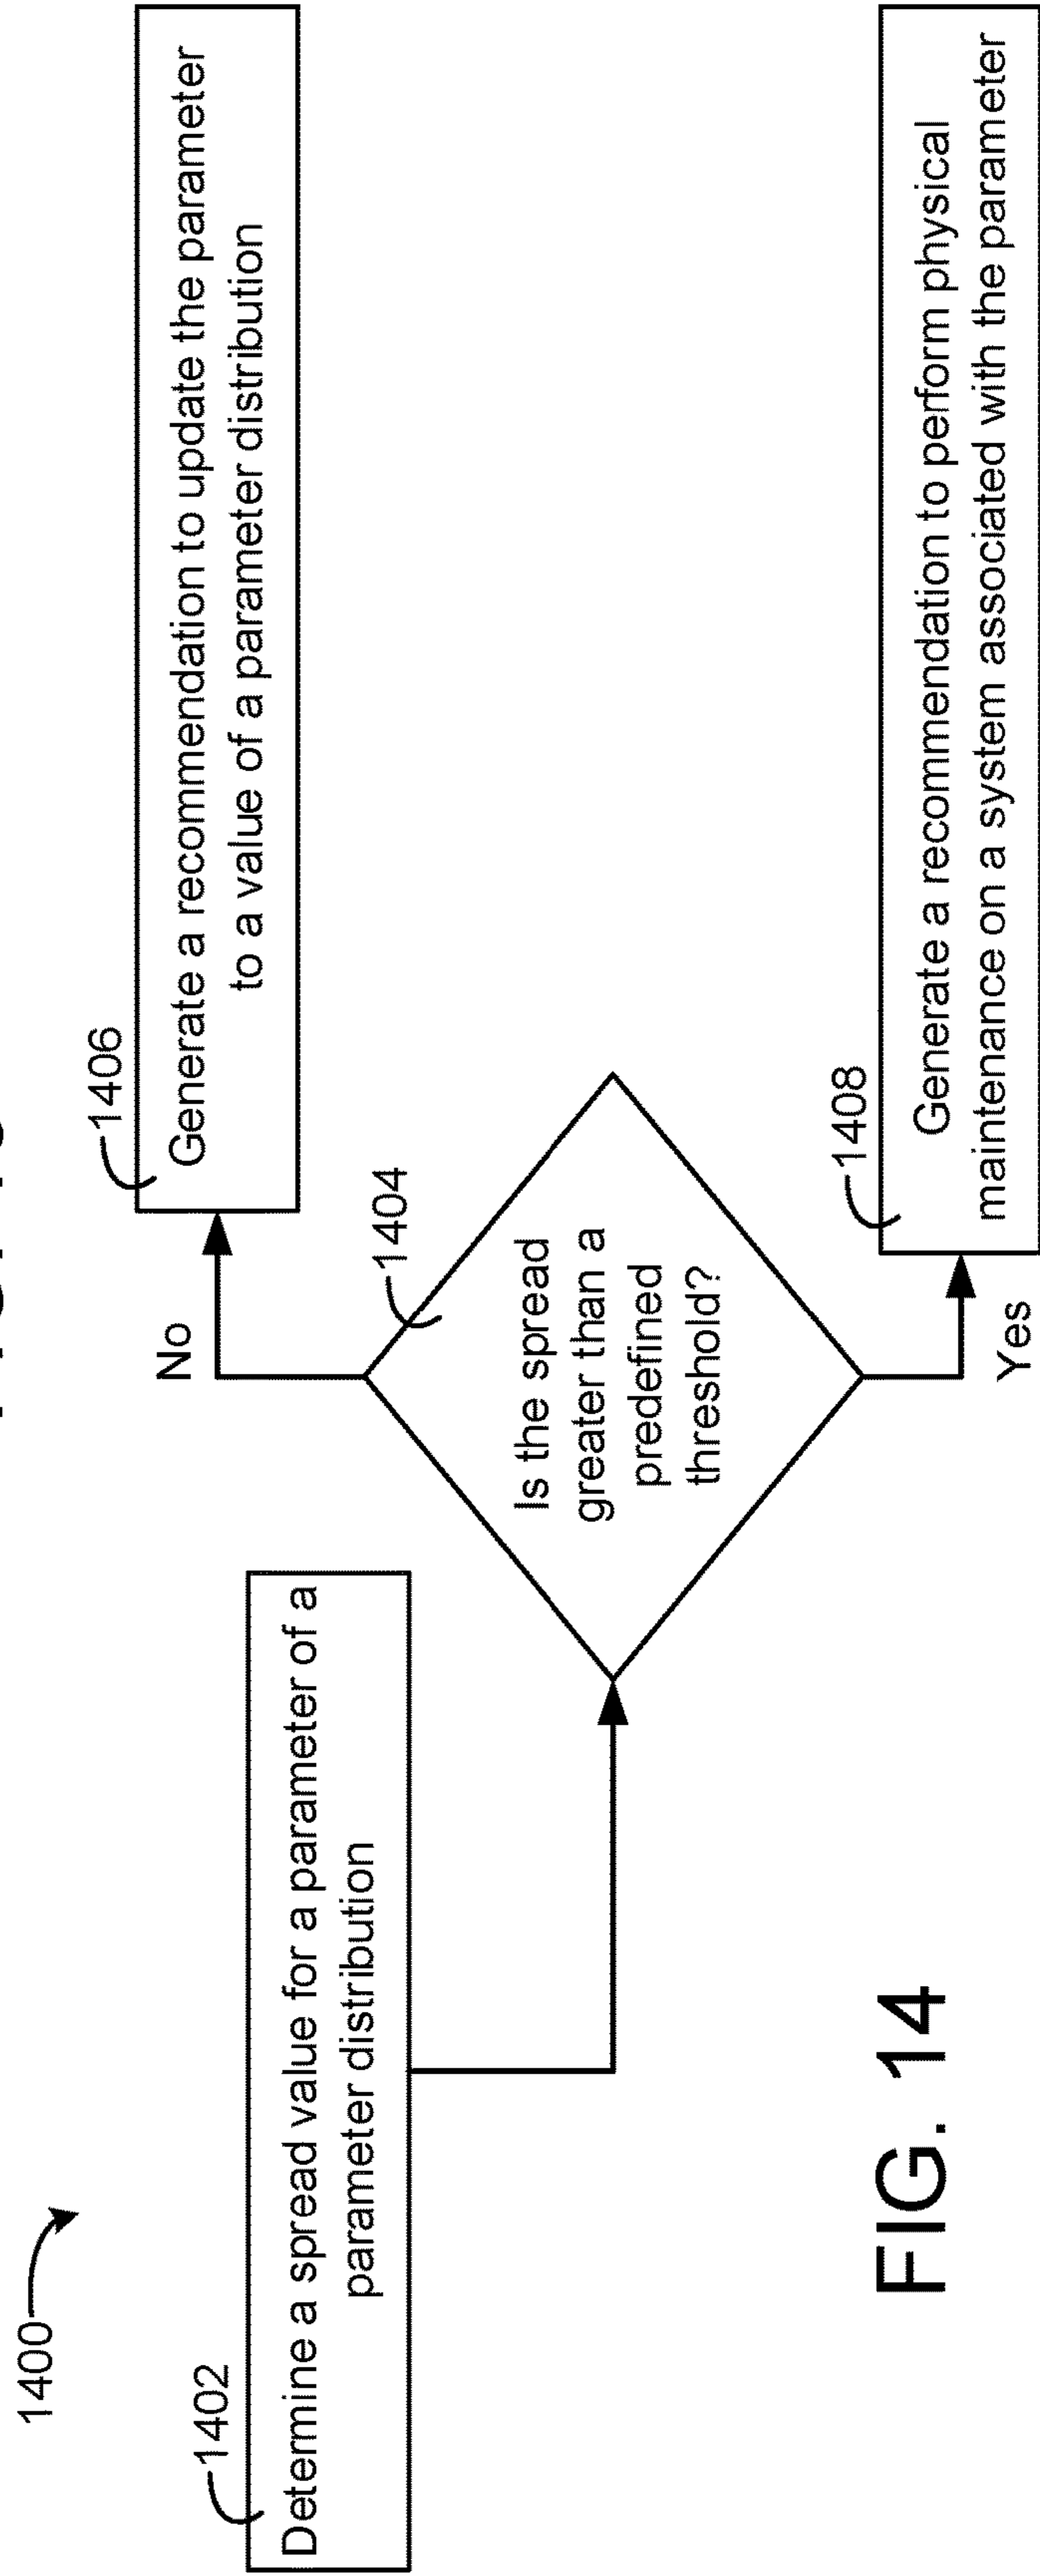 1400
1402
Determine a spread value for a parameter of a
parameter distribution
1404
Is the spread
greater than a
predefined
threshold?
No
1406
Generate a recommendation to update the parameter
to a value of a parameter distribution
Yes
1408
Generate a recommendation to perform physical
maintenance on a system associated with the parameter
FIG. 14